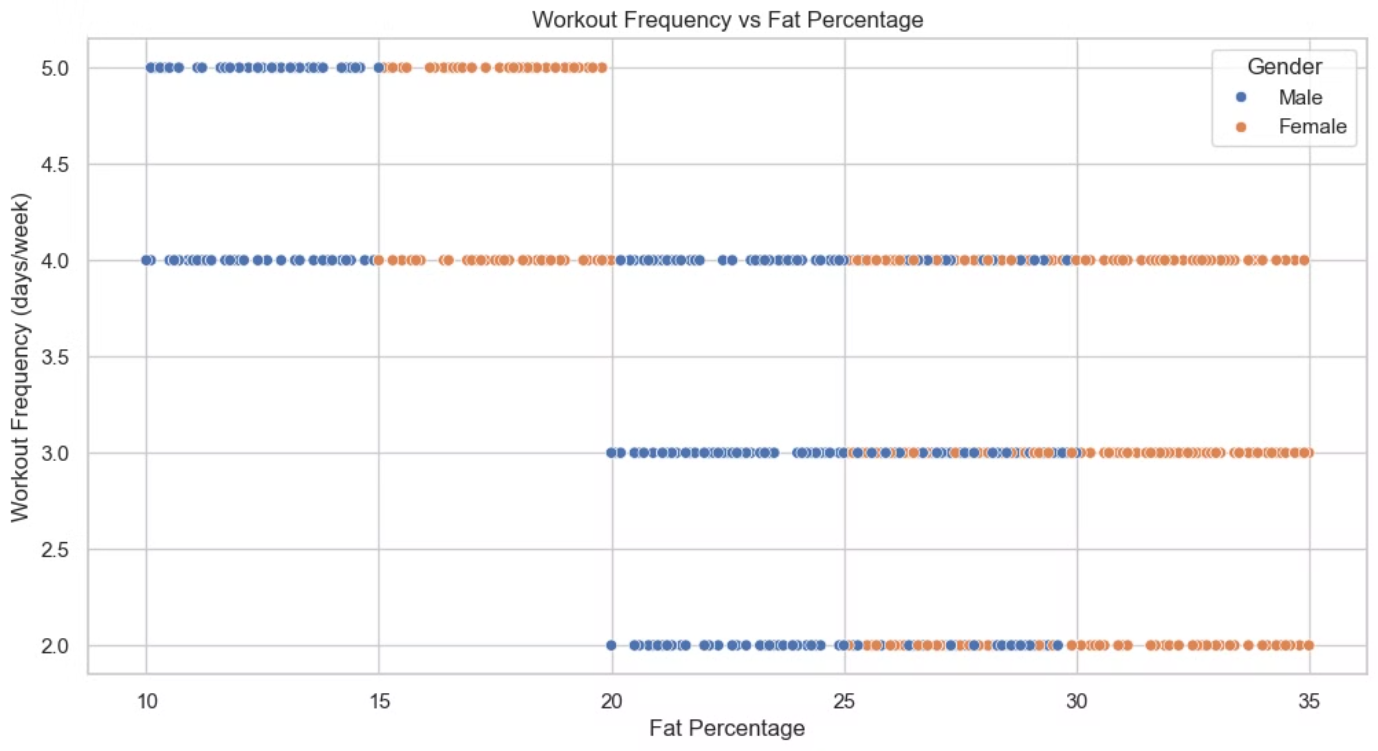 Workout Frequency vs Fat Percentage
Gender
Male
Female
Workout Frequency (days/week)
5.0
4.5
4.0
3.5
3.0
2.5
2.0
10 15 20 25 30 35
Fat Percentage